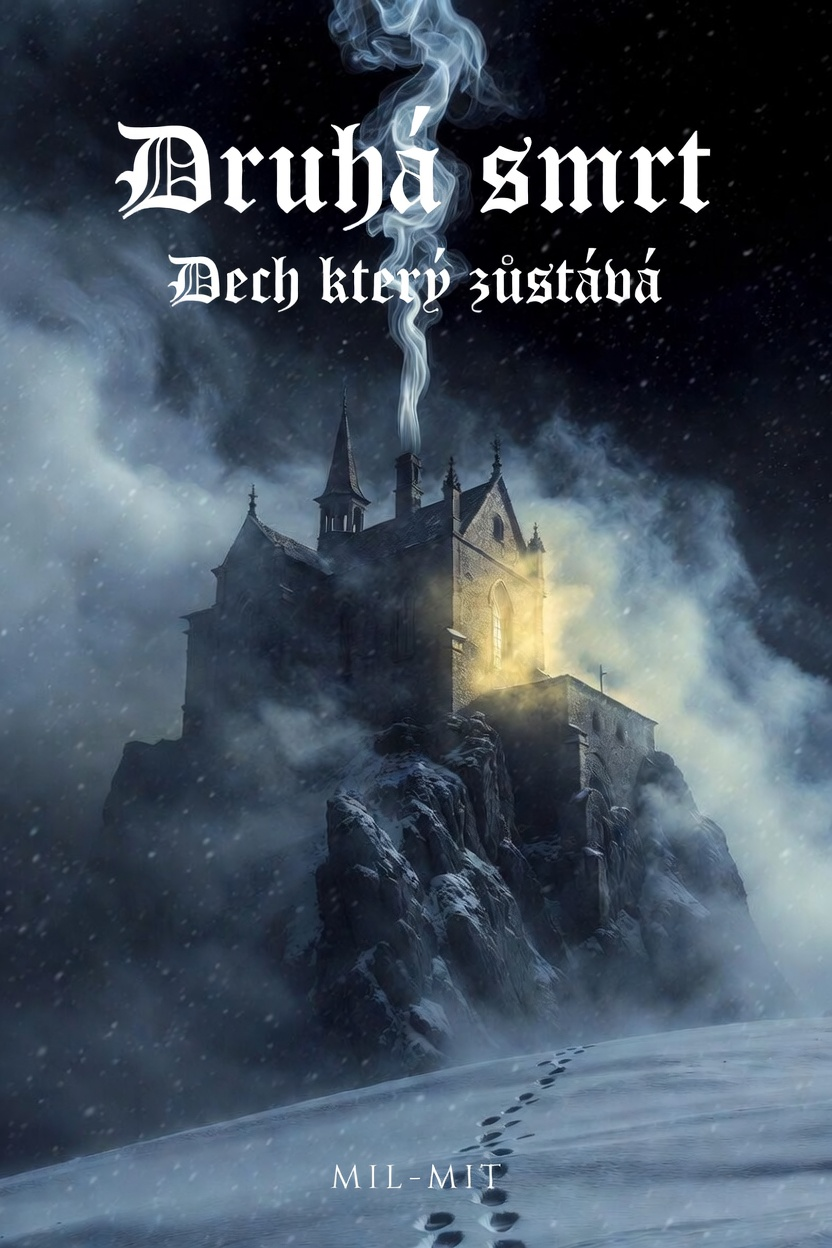 Druhá smrt
Dech který zůstává
MIL-MIT